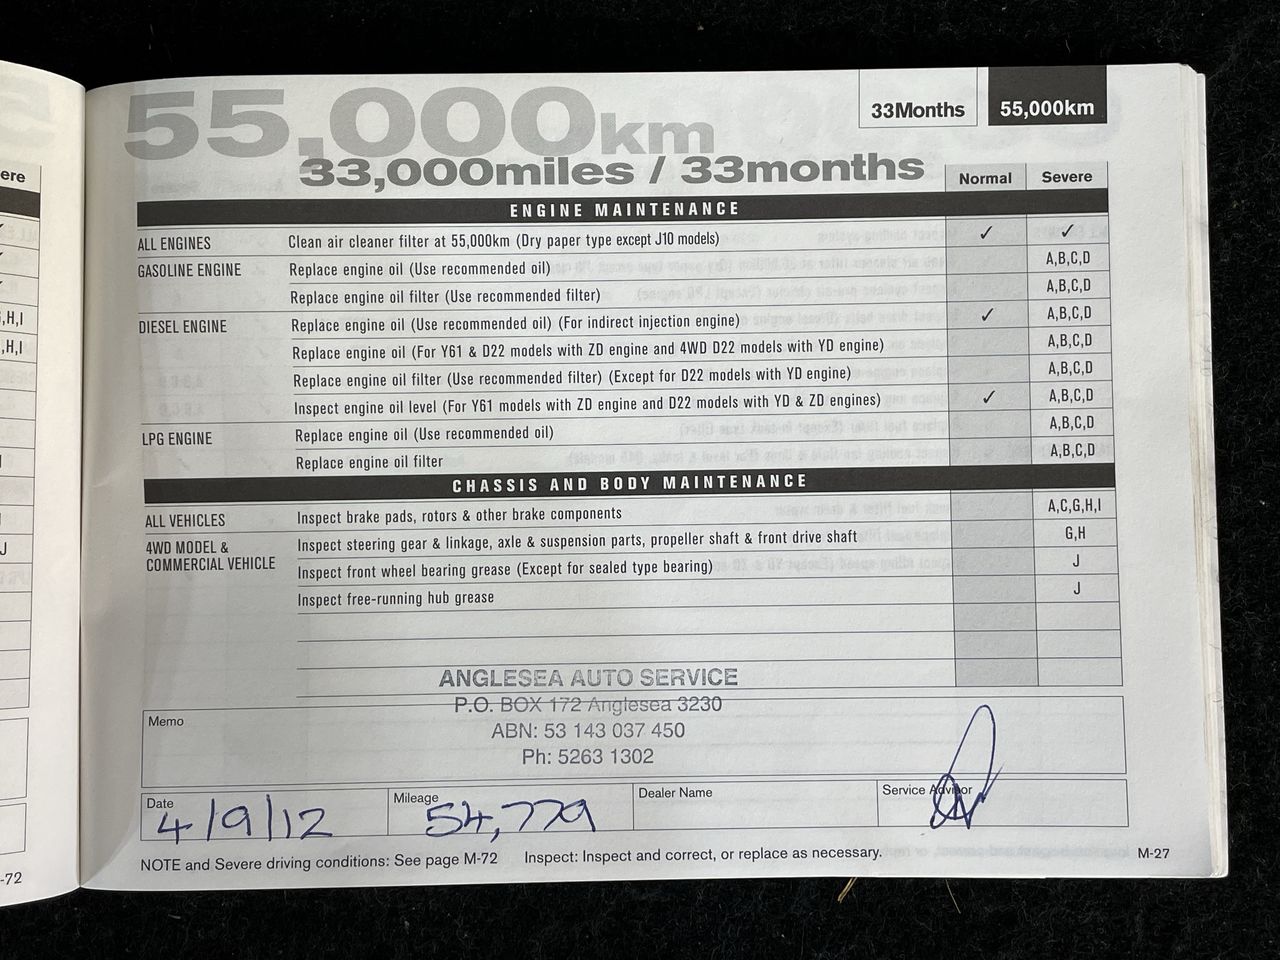 ere
,H,I
,H,I
J
-72
33Months
55,000km
55,000km
33,000miles / 33months
Normal
Severe
ENGINE MAINTENANCE
ALL ENGINES Clean air cleaner filter at 55,000km (Dry paper type except J10 models) ✓ ✓
GASOLINE ENGINE Replace engine oil (Use recommended oil) A,B,C,D
Replace engine oil filter (Use recommended filter) A,B,C,D
DIESEL ENGINE Replace engine oil (Use recommended oil) (For indirect injection engine) ✓ A,B,C,D
Replace engine oil (For Y61 & D22 models with ZD engine and 4WD D22 models with YD engine) A,B,C,D
Replace engine oil filter (Use recommended filter) (Except for D22 models with YD engine) A,B,C,D
Inspect engine oil level (For Y61 models with ZD engine and D22 models with YD & ZD engines) ✓ A,B,C,D
LPG ENGINE Replace engine oil (Use recommended oil) A,B,C,D
Replace engine oil filter A,B,C,D
CHASSIS AND BODY MAINTENANCE
ALL VEHICLES Inspect brake pads, rotors & other brake components A,C,G,H,I
4WD MODEL & Inspect steering gear & linkage, axle & suspension parts, propeller shaft & front drive shaft G,H
COMMERCIAL VEHICLE Inspect front wheel bearing grease (Except for sealed type bearing) J
Inspect free-running hub grease J
ANGLESEA AUTO SERVICE
P.O. BOX 172 Anglesea 3230
ABN: 53 143 037 450
Ph: 5263 1302
Memo
Date 4/9/12
Mileage 54,779
Dealer Name
Service Advisor
NOTE and Severe driving conditions: See page M-72 Inspect: Inspect and correct, or replace as necessary.
M-27